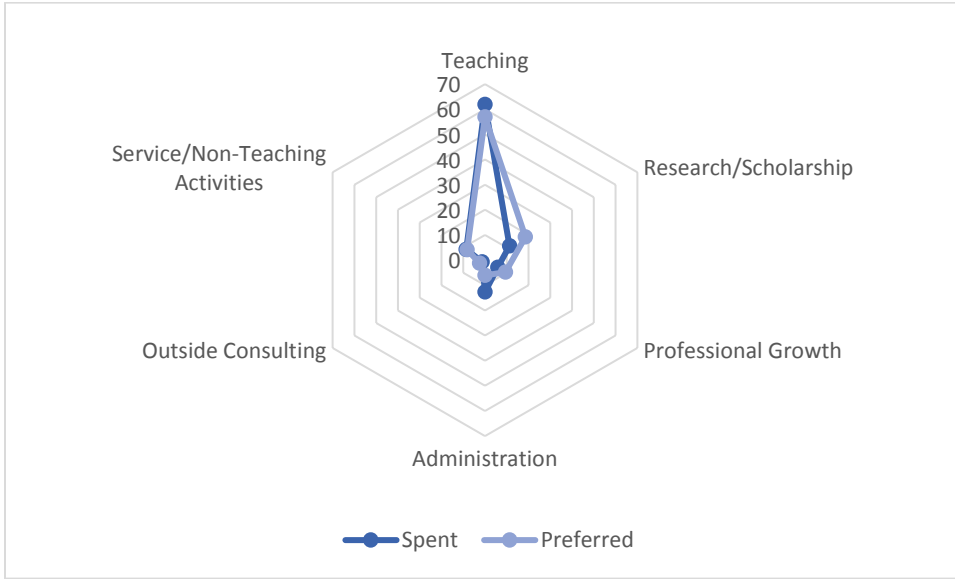 Teaching
70
60
50
40
30
20
10
0
Service/Non-Teaching
Activities
Research/Scholarship
Outside Consulting
Professional Growth
Administration
Spent
Preferred